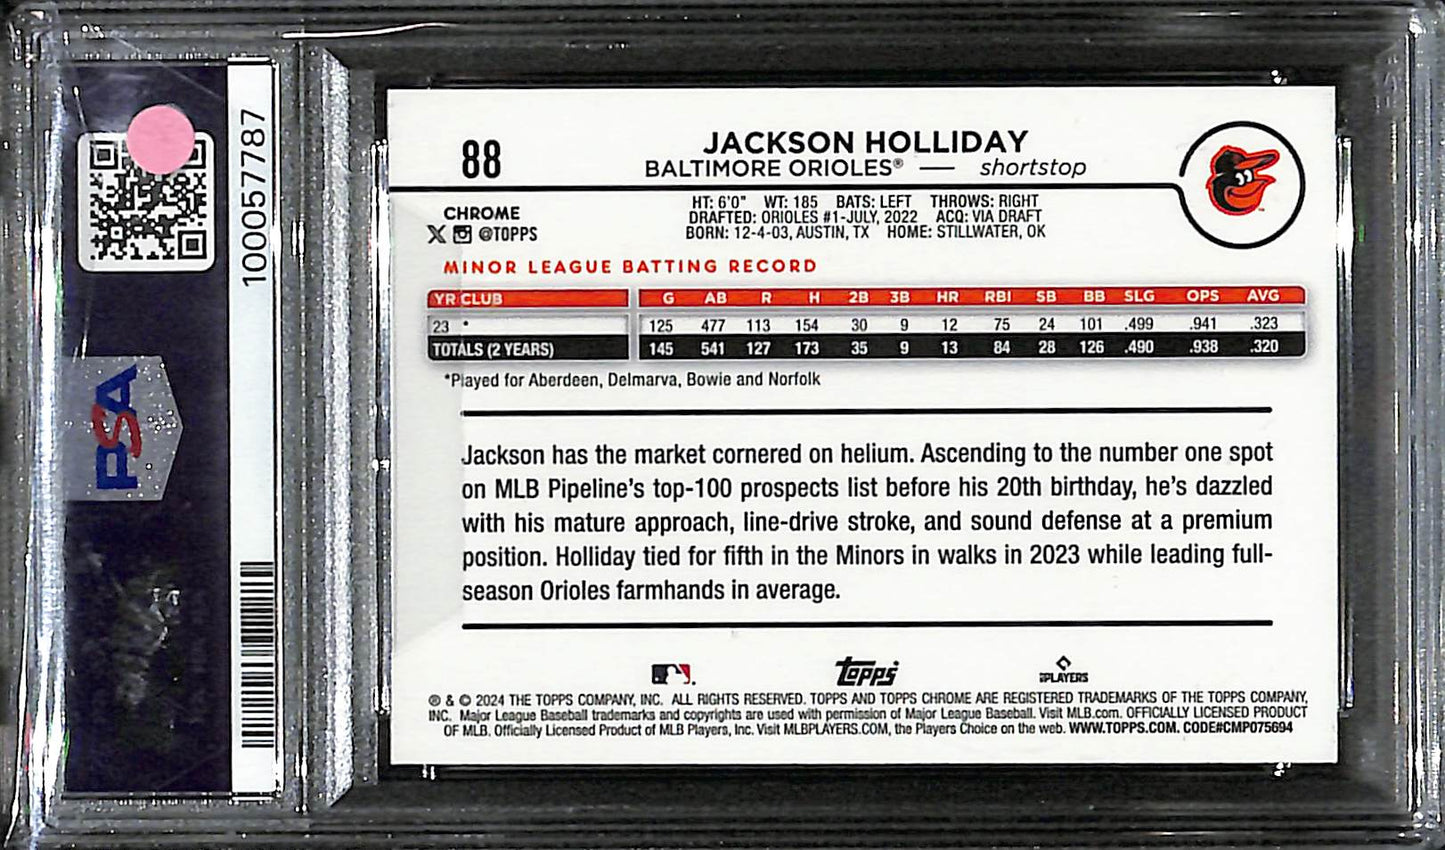 100577787
PSA
88
JACKSON HOLLIDAY
BALTIMORE ORIOLES® — shortstop
CHROME
@TOPPS
HT: 6'0" WT: 185 BATS: LEFT THROWS: RIGHT
DRAFTED: ORIOLES #1-JULY, 2022 ACQ: VIA DRAFT
BORN: 12-4-03, AUSTIN, TX HOME: STILLWATER, OK
MINOR LEAGUE BATTING RECORD
YR CLUB G AB R H 2B 3B HR RBI SB BB SLG OPS AVG
23 * 125 477 113 154 30 9 12 75 24 101 .499 .941 .323
TOTALS (2 YEARS) 145 541 127 173 35 9 13 84 28 126 .490 .938 .320
*Played for Aberdeen, Delmarva, Bowie and Norfolk
Jackson has the market cornered on helium. Ascending to the number one spot
on MLB Pipeline's top-100 prospects list before his 20th birthday, he's dazzled
with his mature approach, line-drive stroke, and sound defense at a premium
position. Holliday tied for fifth in the Minors in walks in 2023 while leading full-
season Orioles farmhands in average.
topps
PLAYERS
® & © 2024 THE TOPPS COMPANY, INC. ALL RIGHTS RESERVED. TOPPS AND TOPPS CHROME ARE REGISTERED TRADEMARKS OF THE TOPPS COMPANY,
INC. Major League Baseball trademarks and copyrights are used with permission of Major League Baseball. Visit MLB.com. OFFICIALLY LICENSED PRODUCT
OF MLB. Officially Licensed Product of MLB Players, Inc. Visit MLBPLAYERS.COM, the Players Choice on the web. WWW.TOPPS.COM. CODE#CMP075694